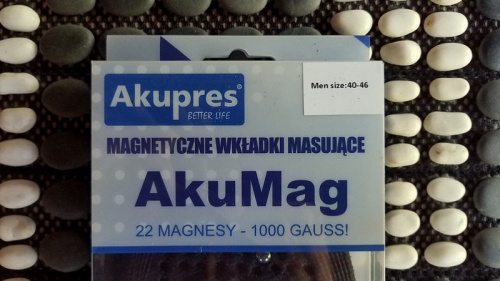 Akupres®
BETTER LIFE
Men size:40-46
MAGNETYCZNE WKŁADKI MASUJĄCE
AkuMag
22 MAGNESY - 1000 GAUSS!